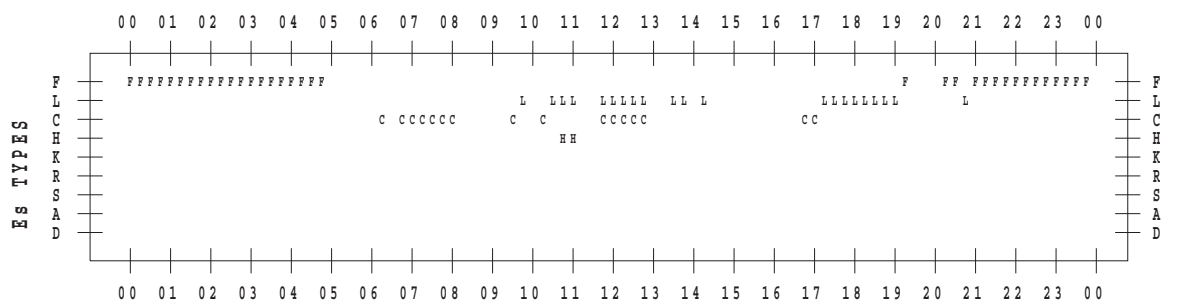 00 01 02 03 04 05 06 07 08 09 10 11 12 13 14 15 16 17 18 19 20 21 22 23 00
F FFFFFFFFFFFFFFFFFFFF F FF FFFFFFFFFFFF F
L L LLL LLLLL LL L LLLLLLLL L L
C C CCCCCC C C CCCCC CC C
H HH H
K K
R R
S S
A A
D D
Es TYPES
00 01 02 03 04 05 06 07 08 09 10 11 12 13 14 15 16 17 18 19 20 21 22 23 00